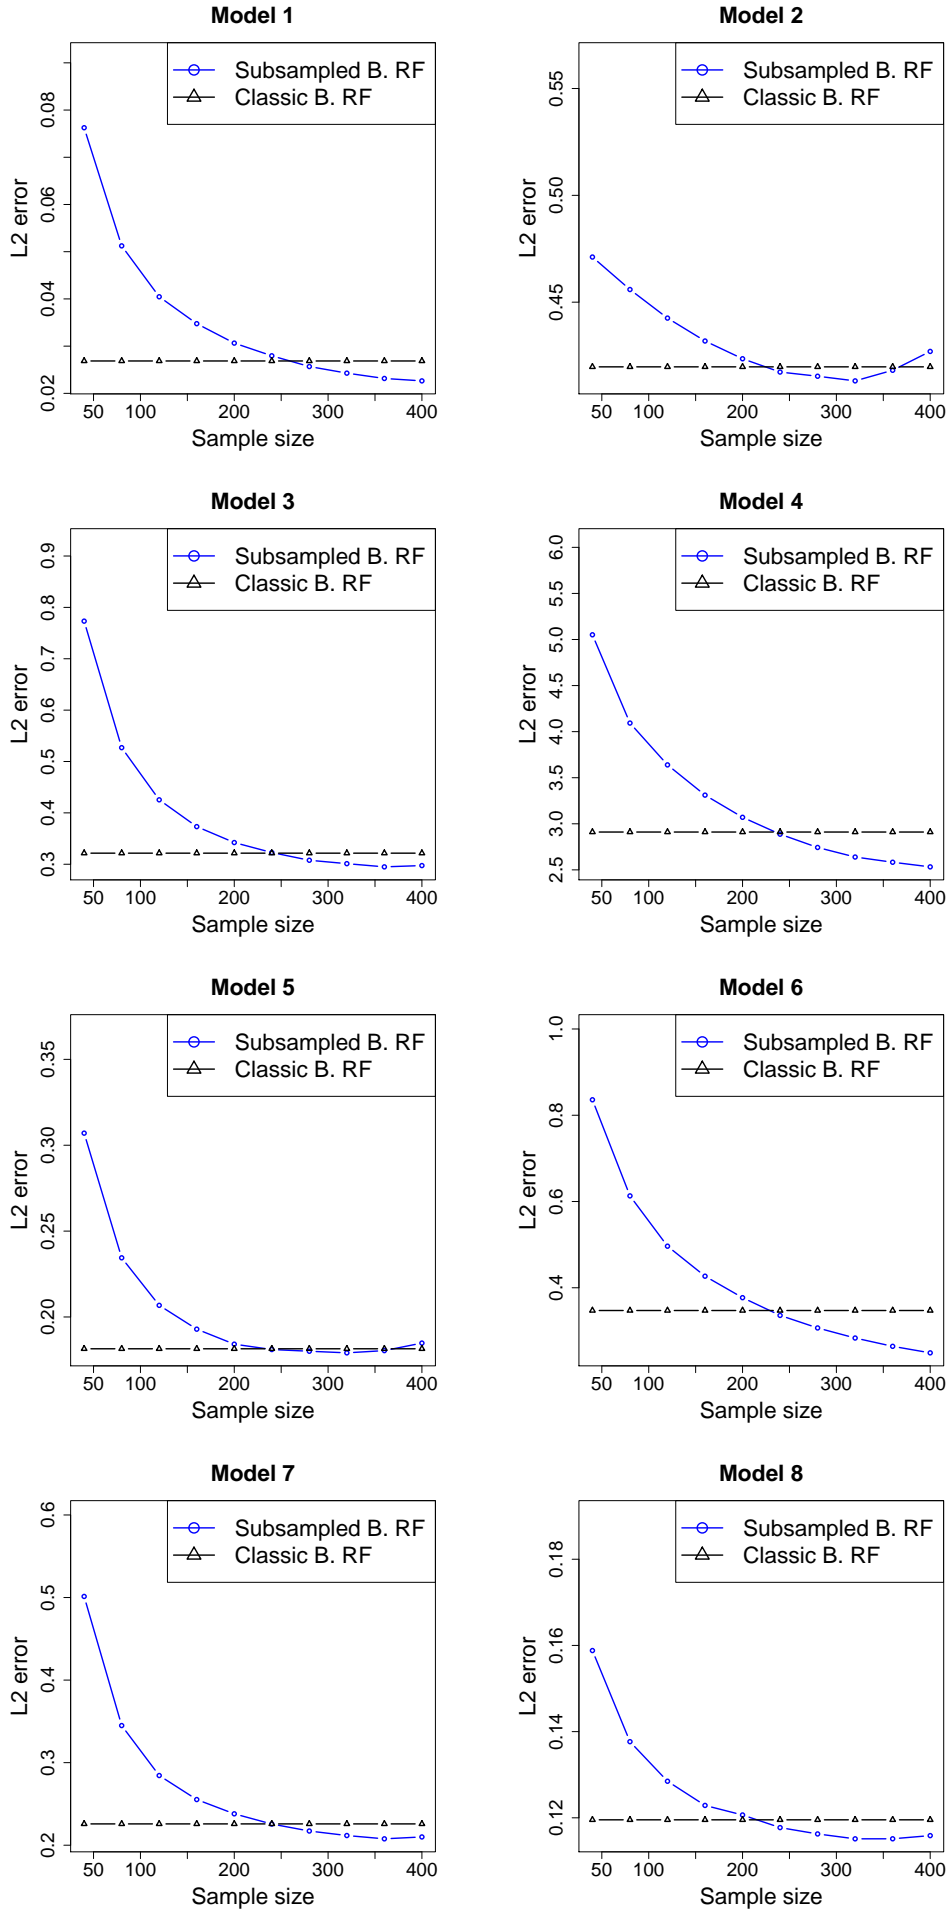 Model 1
Subsampled B. RF
Classic B. RF
L2 error
0.08
0.06
0.04
0.02
50 100 200 300 400
Sample size
Model 2
Subsampled B. RF
Classic B. RF
L2 error
0.55
0.50
0.45
50 100 200 300 400
Sample size
Model 3
Subsampled B. RF
Classic B. RF
L2 error
0.9
0.8
0.7
0.6
0.5
0.4
0.3
50 100 200 300 400
Sample size
Model 4
Subsampled B. RF
Classic B. RF
L2 error
6.0
5.5
5.0
4.5
4.0
3.5
3.0
2.5
50 100 200 300 400
Sample size
Model 5
Subsampled B. RF
Classic B. RF
L2 error
0.35
0.30
0.25
0.20
50 100 200 300 400
Sample size
Model 6
Subsampled B. RF
Classic B. RF
L2 error
1.0
0.8
0.6
0.4
50 100 200 300 400
Sample size
Model 7
Subsampled B. RF
Classic B. RF
L2 error
0.6
0.5
0.4
0.3
0.2
50 100 200 300 400
Sample size
Model 8
Subsampled B. RF
Classic B. RF
L2 error
0.18
0.16
0.14
0.12
50 100 200 300 400
Sample size